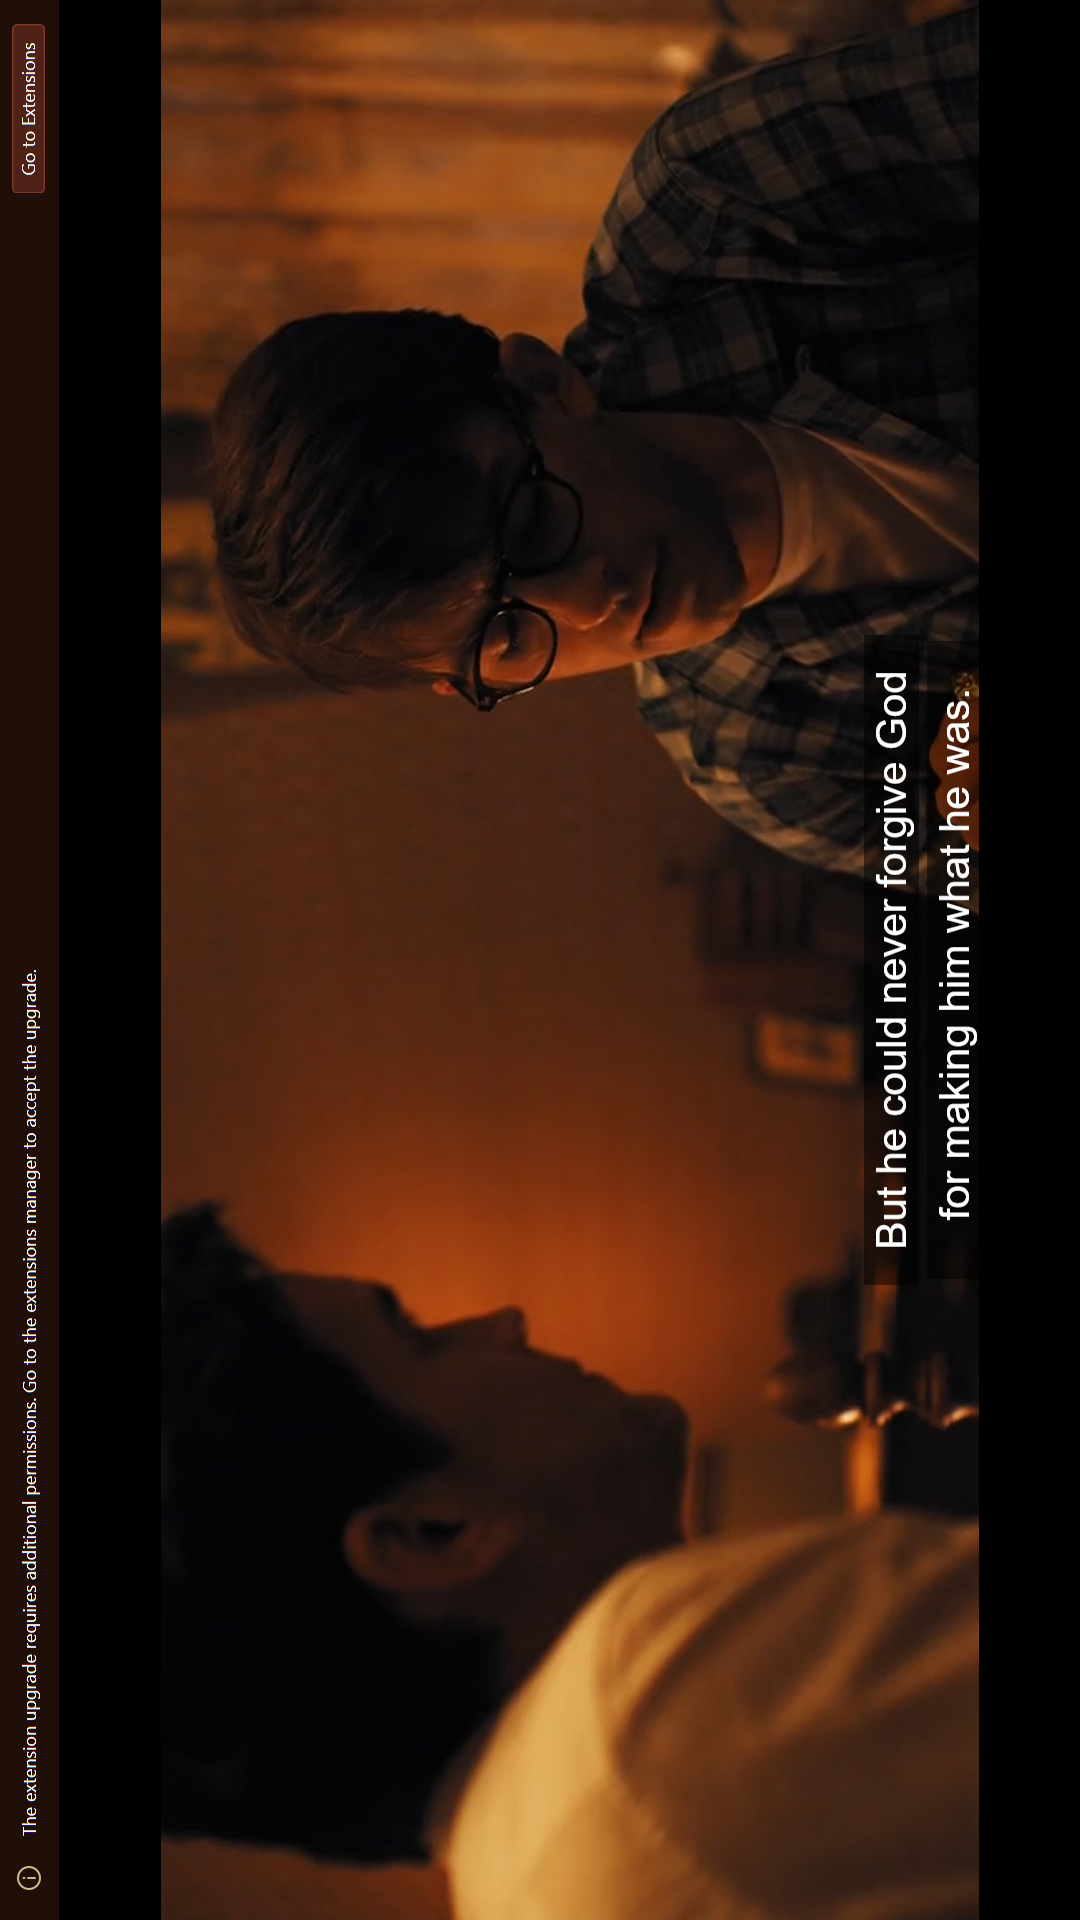 The extension upgrade requires additional permissions. Go to the extensions manager to accept the upgrade.
Go to Extensions
But he could never forgive God
for making him what he was.